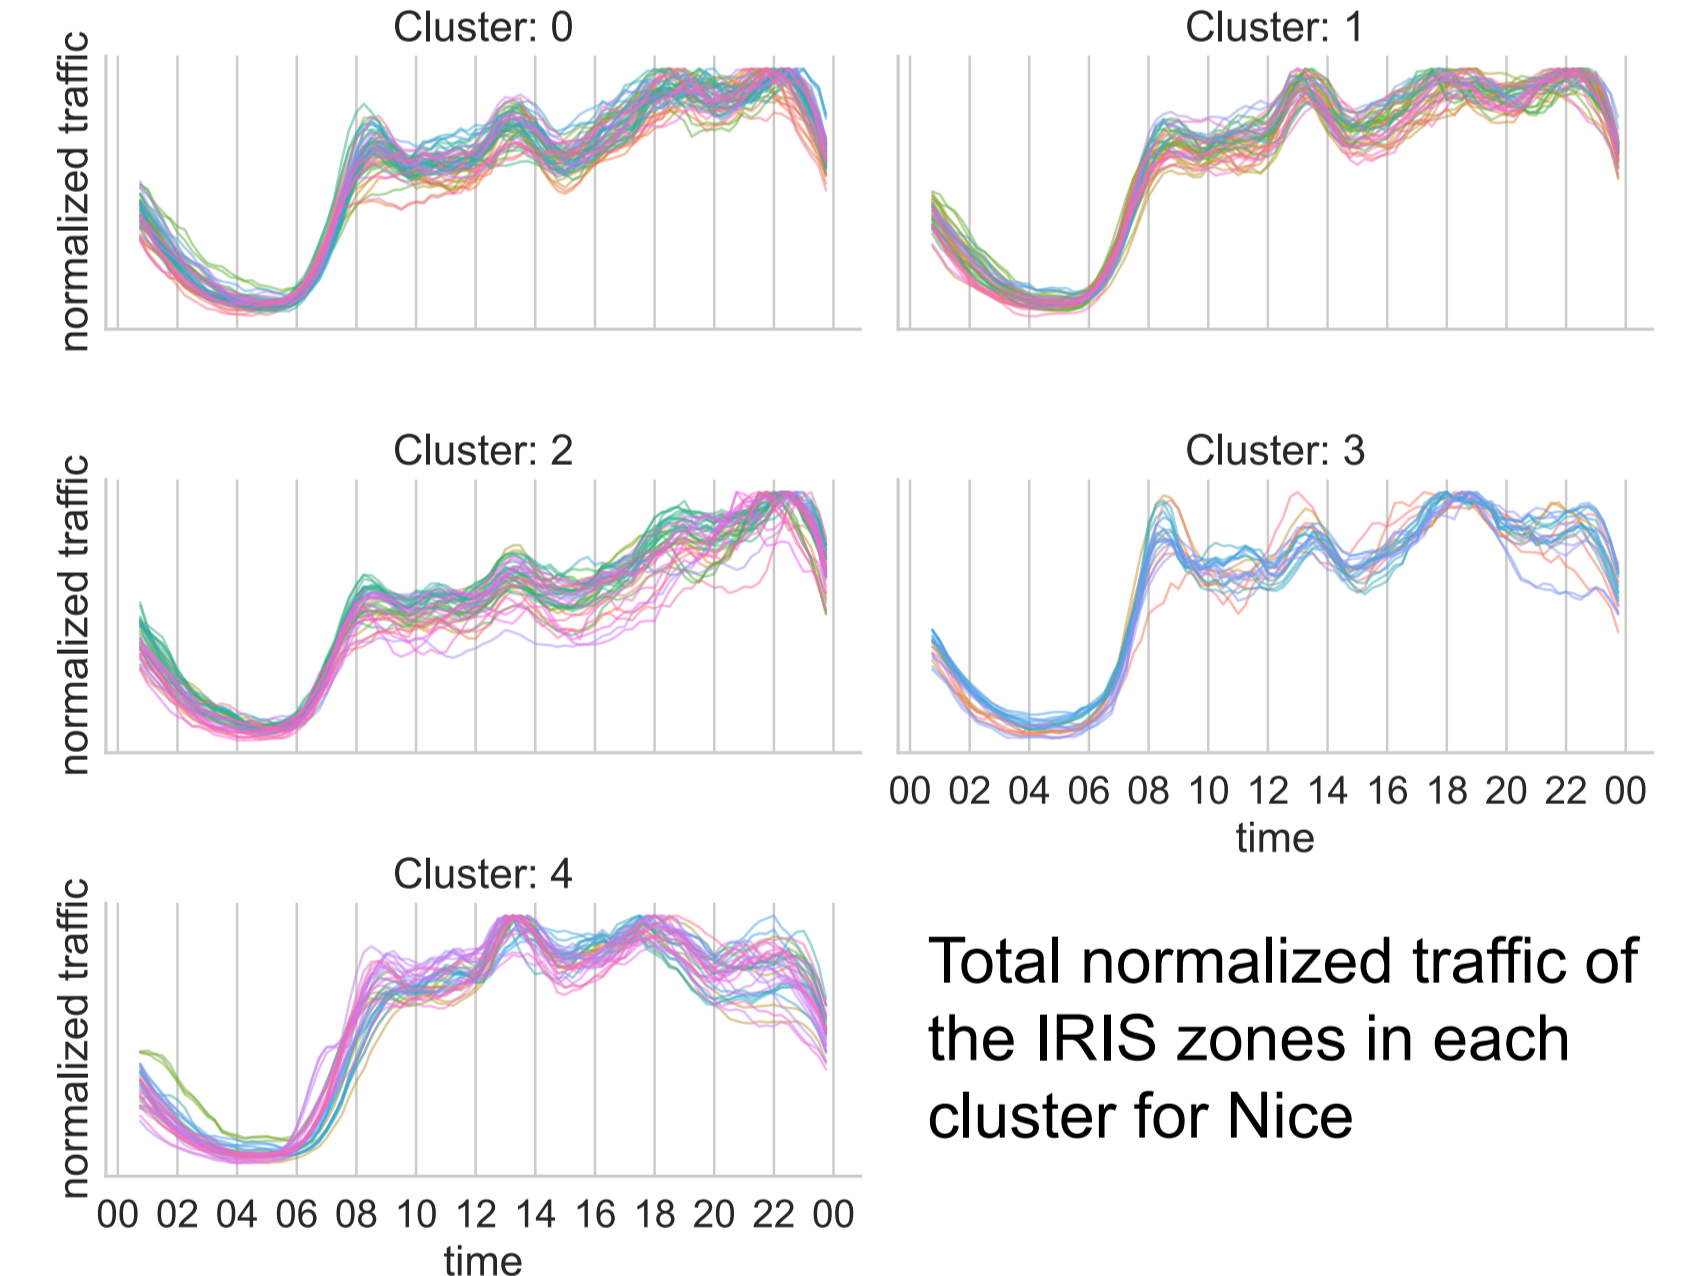 Cluster: 0
Cluster: 1
normalized traffic
Cluster: 2
Cluster: 3
normalized traffic
00 02 04 06 08 10 12 14 16 18 20 22 00
time
Cluster: 4
normalized traffic
00 02 04 06 08 10 12 14 16 18 20 22 00
time
Total normalized traffic of
the IRIS zones in each
cluster for Nice